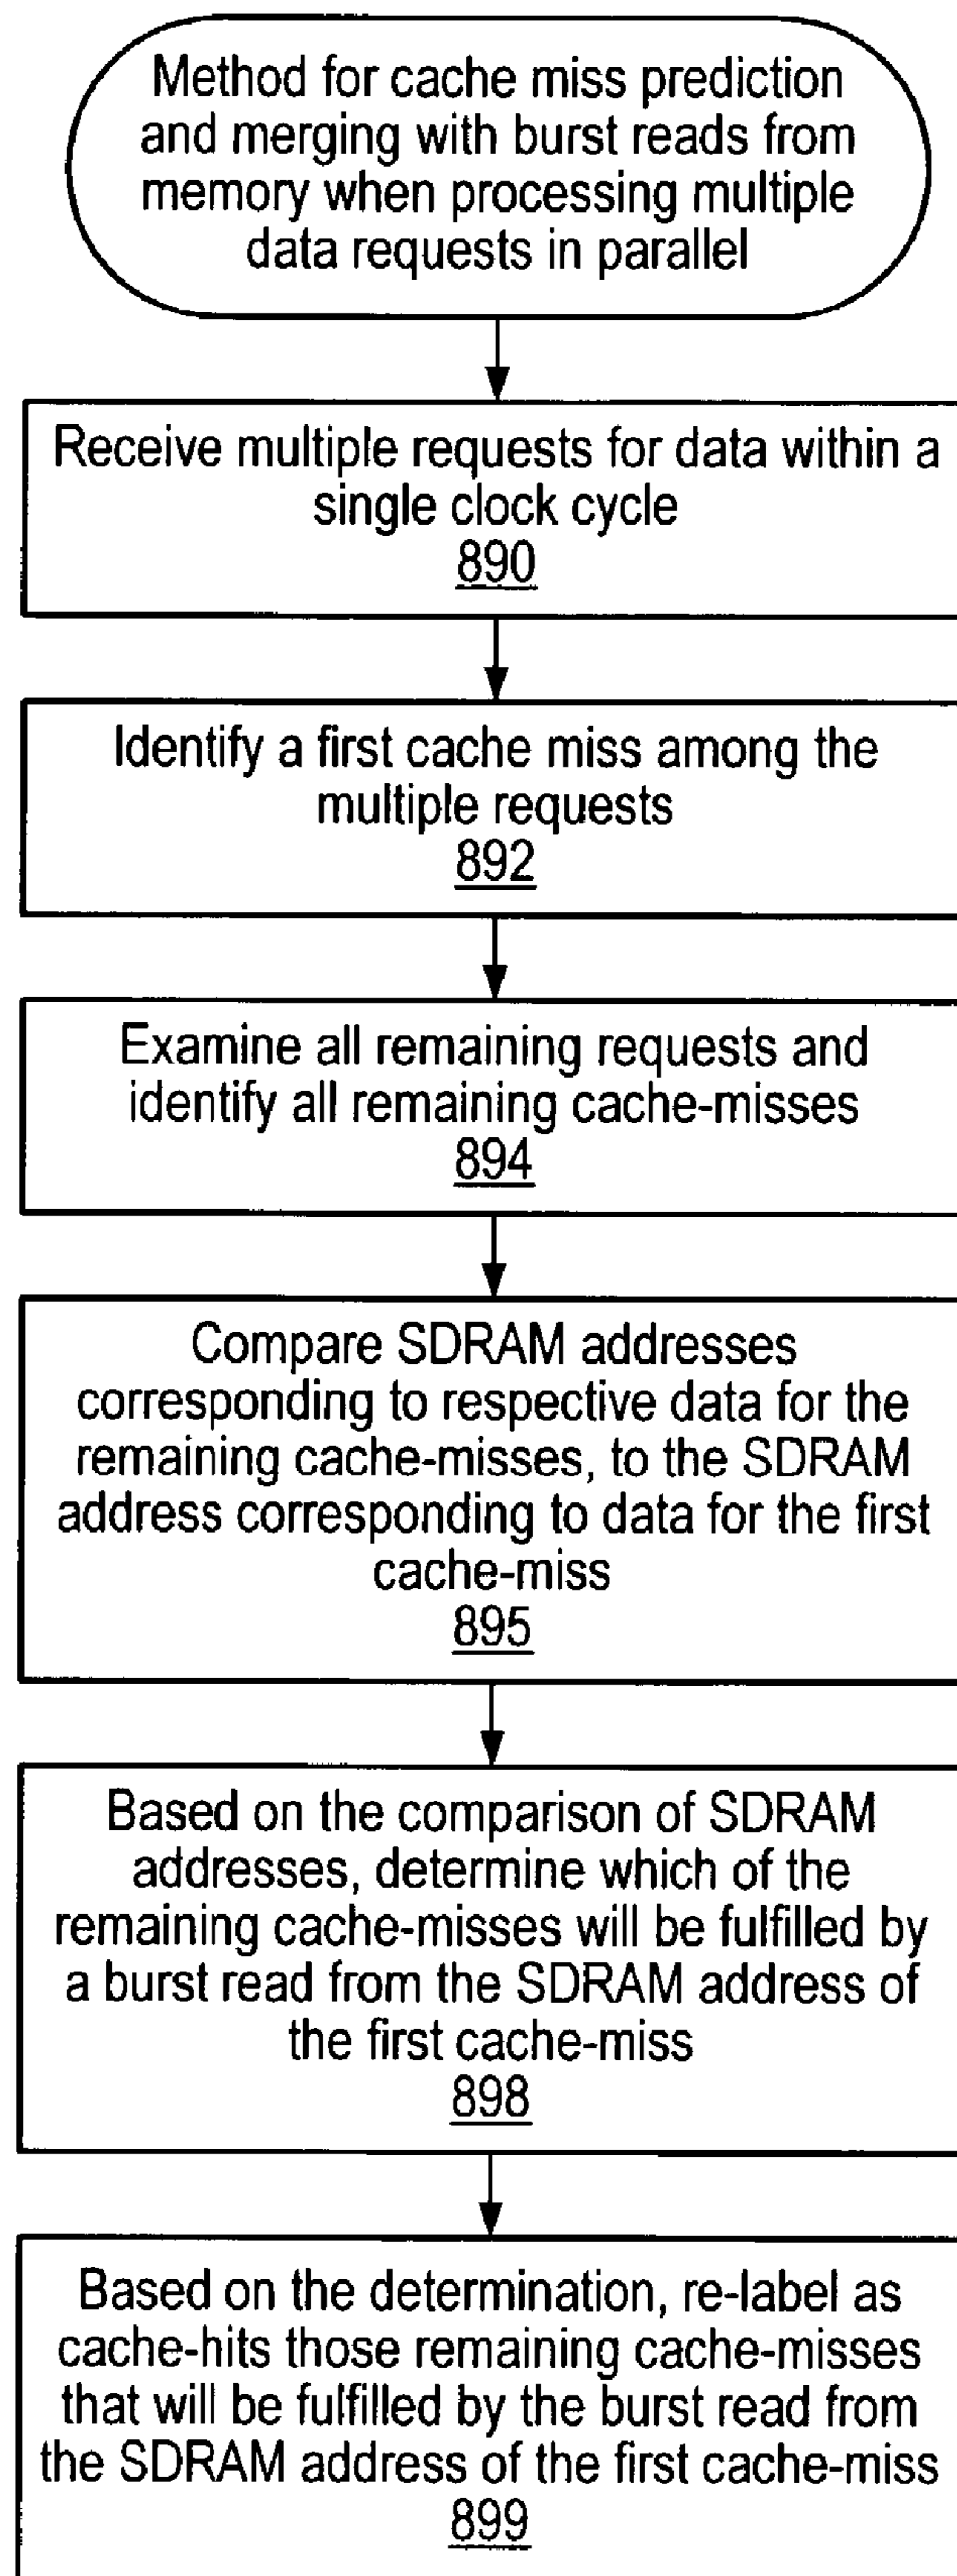 Method for cache miss prediction
and merging with burst reads from
memory when processing multiple
data requests in parallel
Receive multiple requests for data within a
single clock cycle
890
Identify a first cache miss among the
multiple requests
892
Examine all remaining requests and
identify all remaining cache-misses
894
Compare SDRAM addresses
corresponding to respective data for the
remaining cache-misses, to the SDRAM
address corresponding to data for the first
cache-miss
895
Based on the comparison of SDRAM
addresses, determine which of the
remaining cache-misses will be fulfilled by
a burst read from the SDRAM address of
the first cache-miss
898
Based on the determination, re-label as
cache-hits those remaining cache-misses
that will be fulfilled by the burst read from
the SDRAM address of the first cache-miss
899